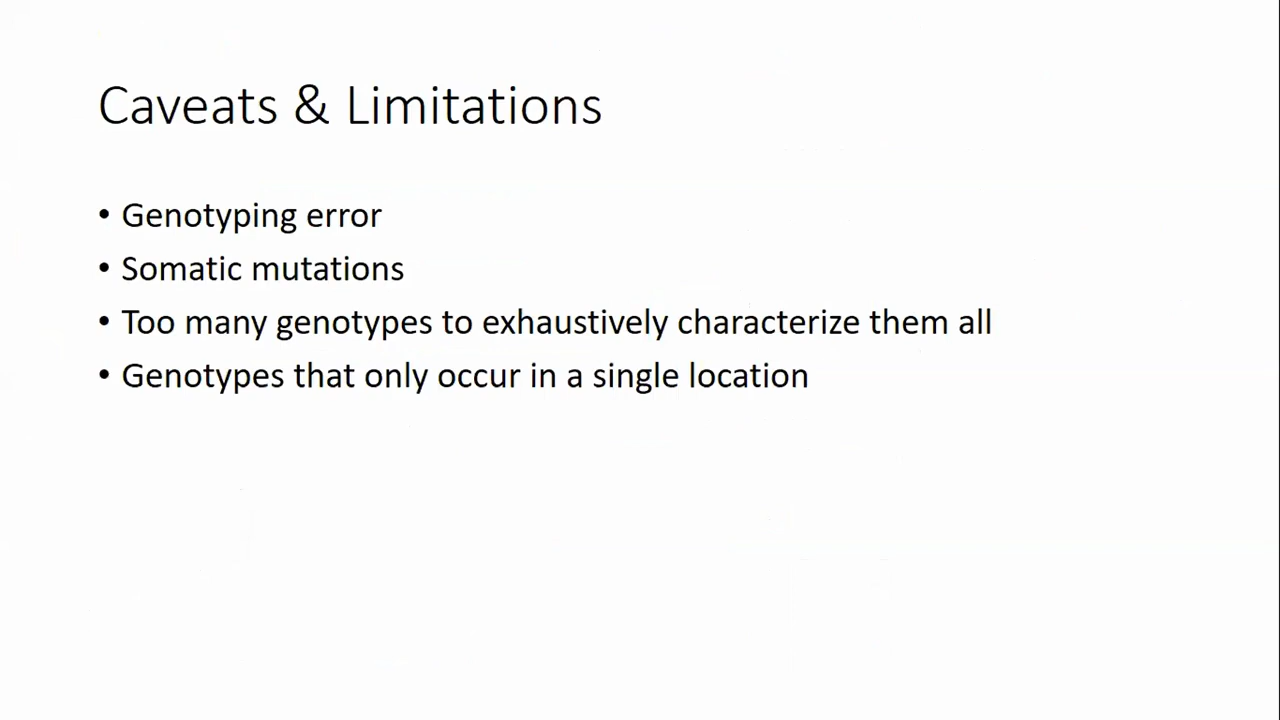 Caveats & Limitations
• Genotyping error
• Somatic mutations
• Too many genotypes to exhaustively characterize them all
• Genotypes that only occur in a single location